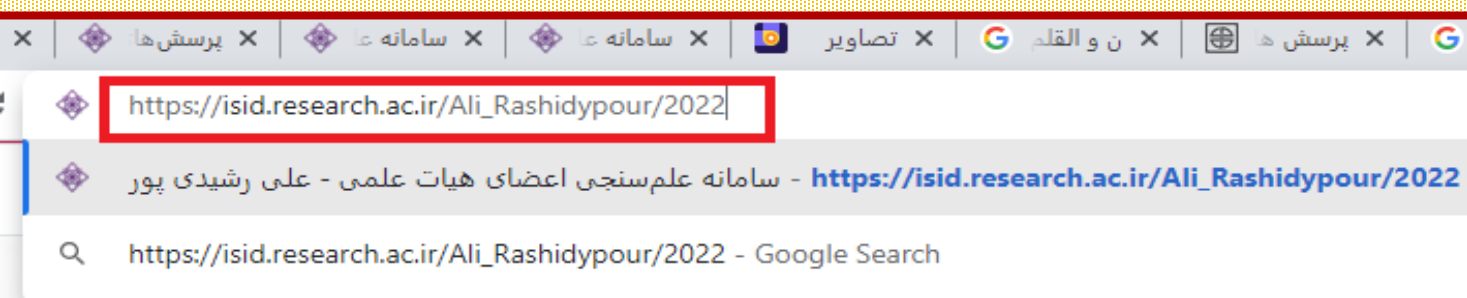 پرسش‌ها سامانه ع سامانه ع تصاویر ن و القلم پرسش ها
https://isid.research.ac.ir/Ali_Rashidypour/2022
سامانه علم‌سنجی اعضای هیات علمی - علی رشیدی پور - https://isid.research.ac.ir/Ali_Rashidypour/2022
https://isid.research.ac.ir/Ali_Rashidypour/2022 - Google Search